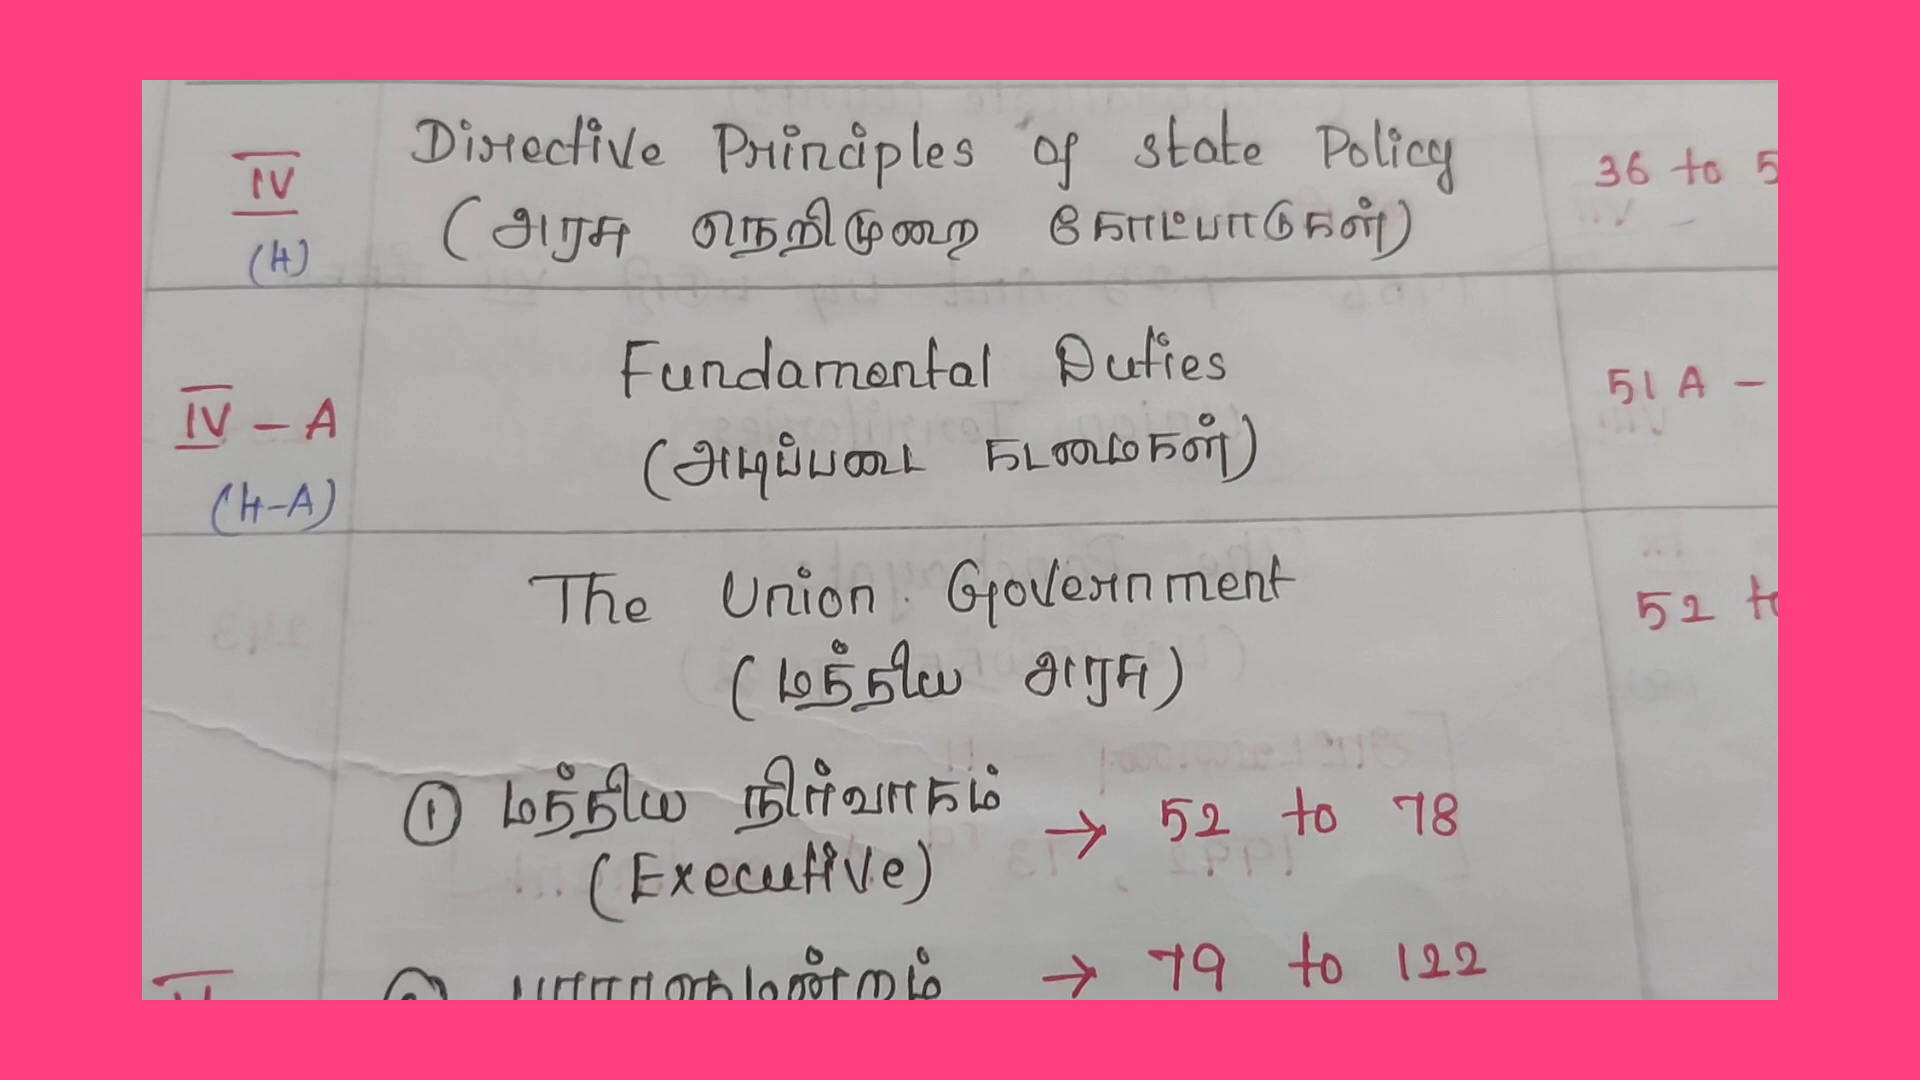 IV Directive Principles of State Policy 36 to 5
(4) (அரசு நெறிமுறை கோட்பாடுகள்)
Fundamental Duties
IV - A 51 A -
(அடிப்படை கடமைகள்)
(4-A)
The Union Government 52 to
(மத்திய அரசு)
① மத்திய நிர்வாகம் → 52 to 78
(Executive)
பாராளுமன்றம் → 79 to 122